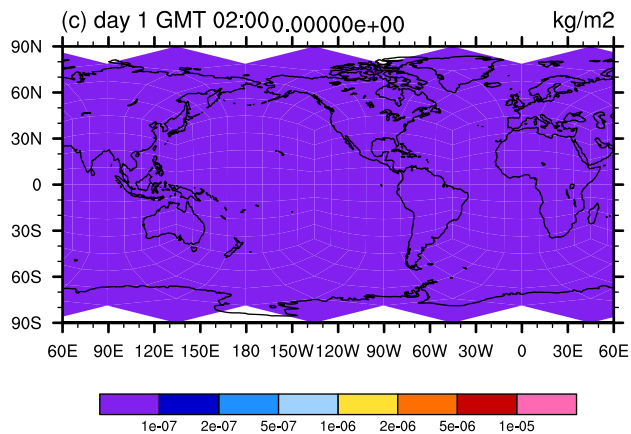 (c) day 1 GMT 02:00 0.00000e+00 kg/m2
90N
60N
30N
0
30S
60S
90S
60E 90E 120E 150E 180 150W 120W 90W 60W 30W 0 30E 60E
1e-07 2e-07 5e-07 1e-06 2e-06 5e-06 1e-05